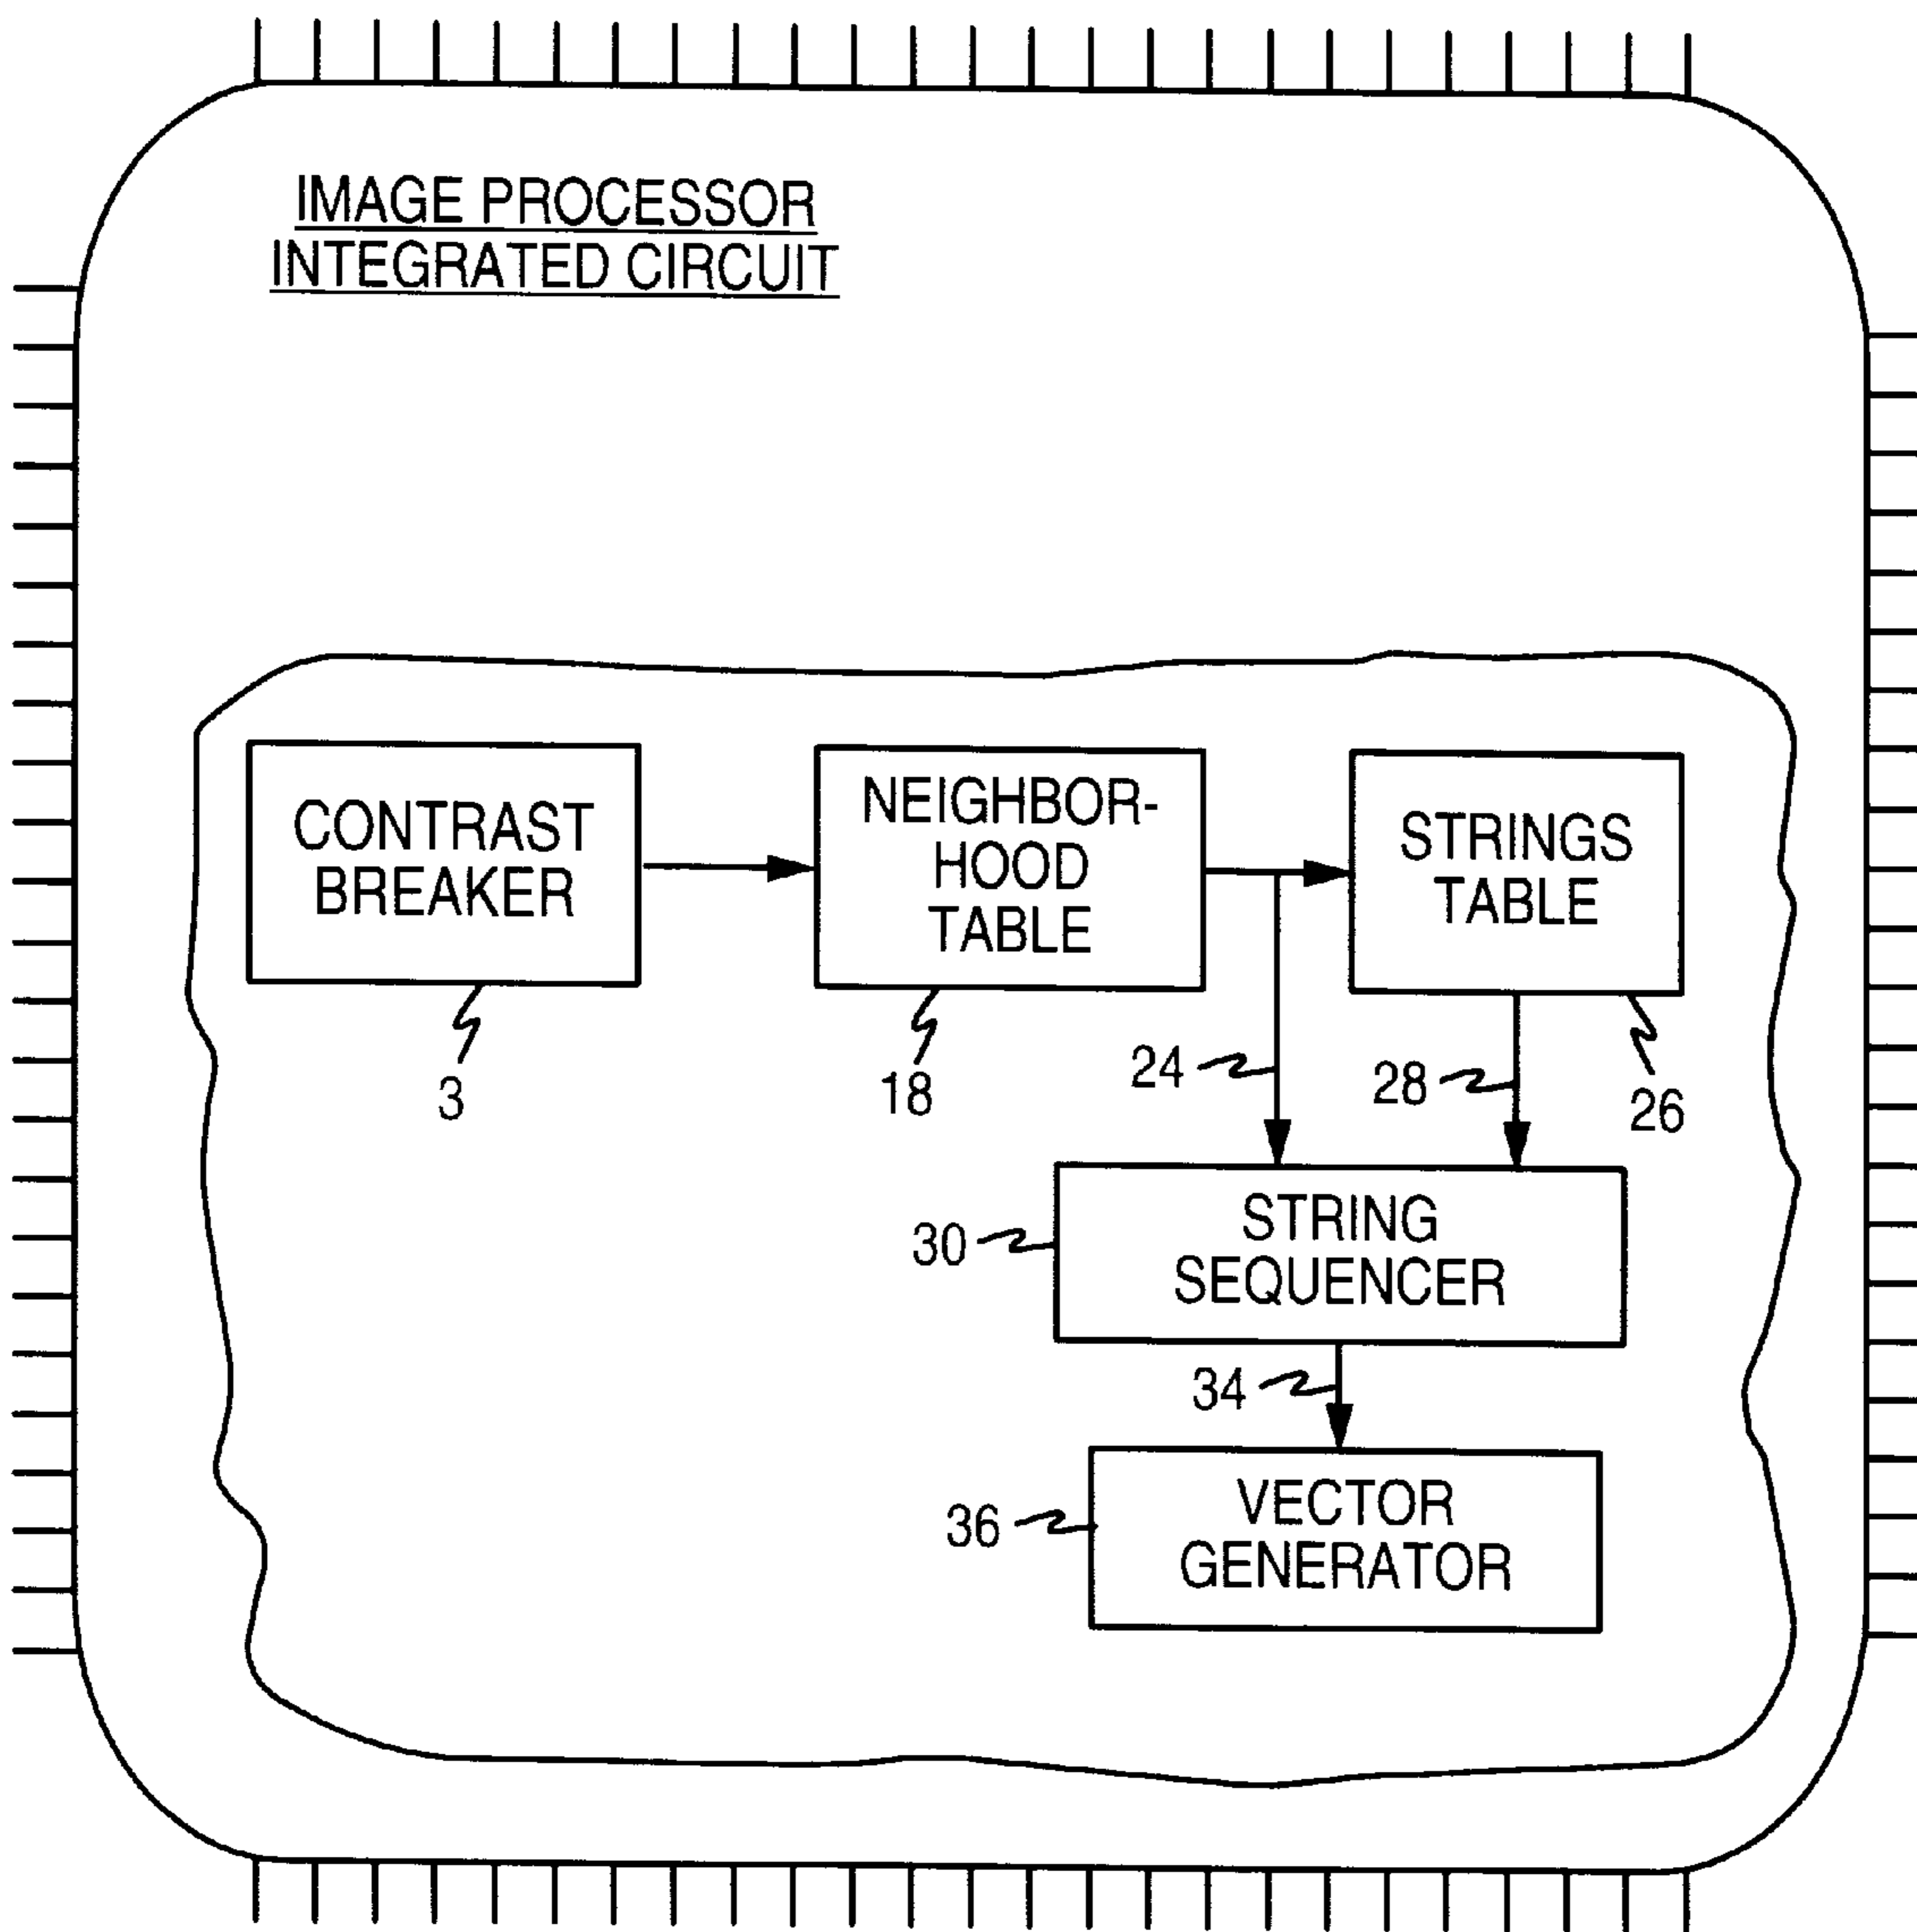 IMAGE PROCESSOR
INTEGRATED CIRCUIT
CONTRAST
BREAKER
NEIGHBOR-
HOOD
TABLE
STRINGS
TABLE
3
18
24
28
26
30
STRING
SEQUENCER
34
36
VECTOR
GENERATOR